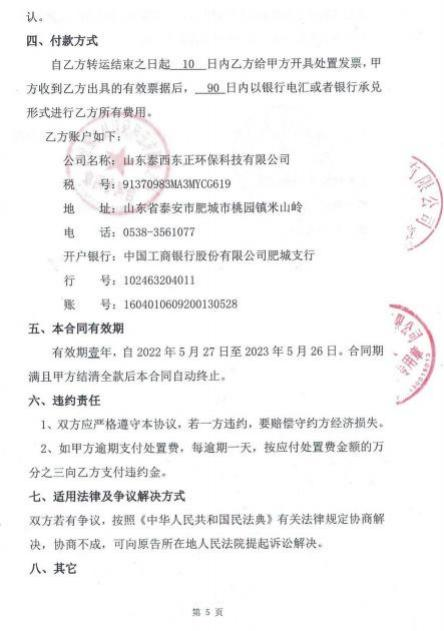 认。
四、付款方式
自乙方转运结束之日起 10 日内乙方给甲方开具处置发票，甲
方收到乙方出具的有效票据后， 90 日内以银行电汇或者银行承兑
形式进行乙方所有费用。
乙方账户如下：
公司名称：山东泰西东正环保科技有限公司
税 号：91370983MA3MYCG619
地 址：山东省泰安市肥城市桃园镇米山岭
电 话：0538-3561077
开户银行：中国工商银行股份有限公司肥城支行
行 号：102463204011
账 号：1604010609200130528
有限公司
五、本合同有效期
限公司
用章
有效期壹年，自 2022 年 5 月 27 日至 2023 年 5 月 26 日。合同期
满且甲方结清全款后本合同自动终止。
六、违约责任
1、双方应严格遵守本协议，若一方违约，要赔偿守约方经济损失。
2、如甲方逾期支付处置费，每逾期一天，按应付处置费金额的万
分之三向乙方支付违约金。
七、适用法律及争议解决方式
双方若有争议，按照《中华人民共和国民法典》有关法律规定协商解
决，协商不成，可向原告所在地人民法院提起诉讼解决。
八、其它
第 5 页